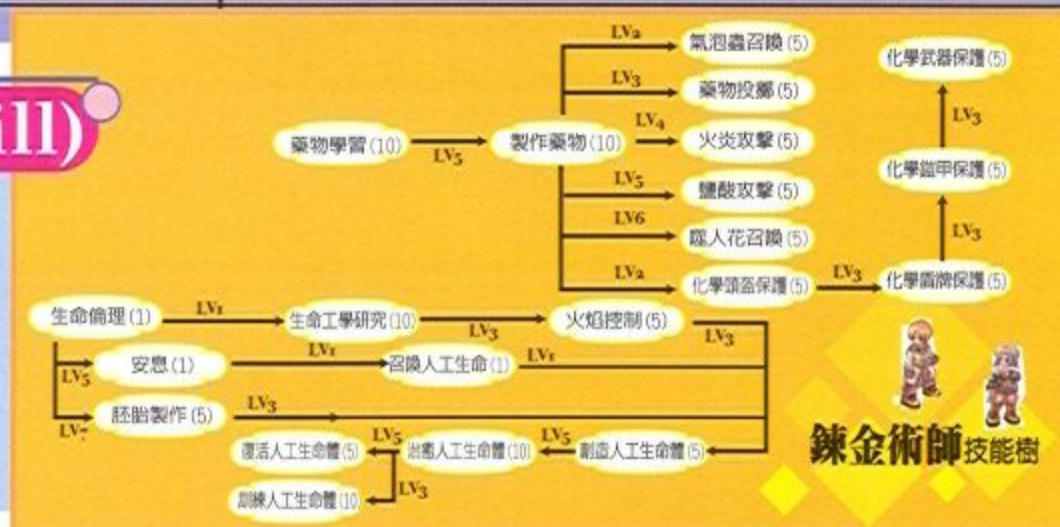 ill)
LV2
氣泡蟲召喚(5)
化學武器保護(5)
LV3
藥物投擲(5)
LV3
藥物學習(10)
LV5
製作藥物(10)
LV4
火炎攻擊(5)
化學鎧甲保護(5)
LV5
鹽酸攻擊(5)
LV3
LV6
噬人花召喚(5)
LV2
化學頭盔保護(5)
LV3
化學盾牌保護(5)
生命倫理(1)
LV1
生命工學研究(10)
LV3
火焰控制(5)
LV3
LV5
安息(1)
LV1
召喚人工生命(1)
LV1
LV7
胚胎製作(5)
LV3
復活人工生命體(5)
LV5
治癒人工生命體(10)
LV5
創造人工生命體(5)
LV3
訓練人工生命體(10)
鍊金術師技能樹